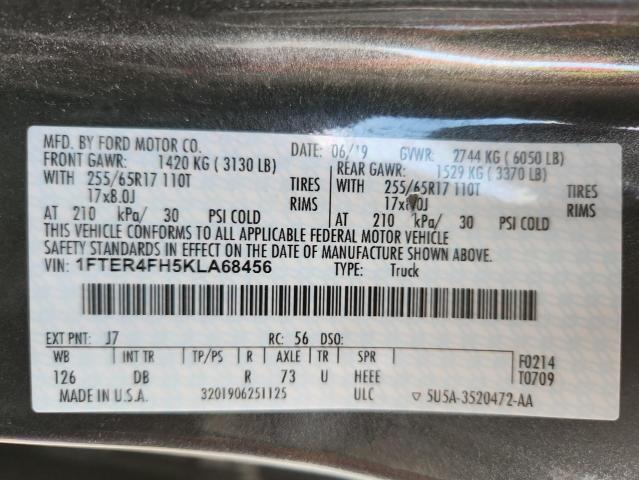 MFD. BY FORD MOTOR CO. DATE: 06/19 GVWR: 2744 KG ( 6050 LB)
FRONT GAWR: 1420 KG ( 3130 LB) REAR GAWR: 1529 KG ( 3370 LB)
WITH 255/65R17 110T TIRES WITH 255/65R17 110T TIRES
17x8.0J RIMS 17x8.0J RIMS
AT 210 kPa/ 30 PSI COLD AT 210 kPa/ 30 PSI COLD
THIS VEHICLE CONFORMS TO ALL APPLICABLE FEDERAL MOTOR VEHICLE
SAFETY STANDARDS IN EFFECT ON THE DATE OF MANUFACTURE SHOWN ABOVE.
VIN: 1FTER4FH5KLA68456 TYPE: Truck
EXT PNT: J7 RC: 56 DSO:
WB INT TR TP/PS R AXLE TR SPR F0214
126 DB R 73 U HEEE T0709
MADE IN U.S.A. 3201906251125 ULC ▽ 5U5A-3520472-AA